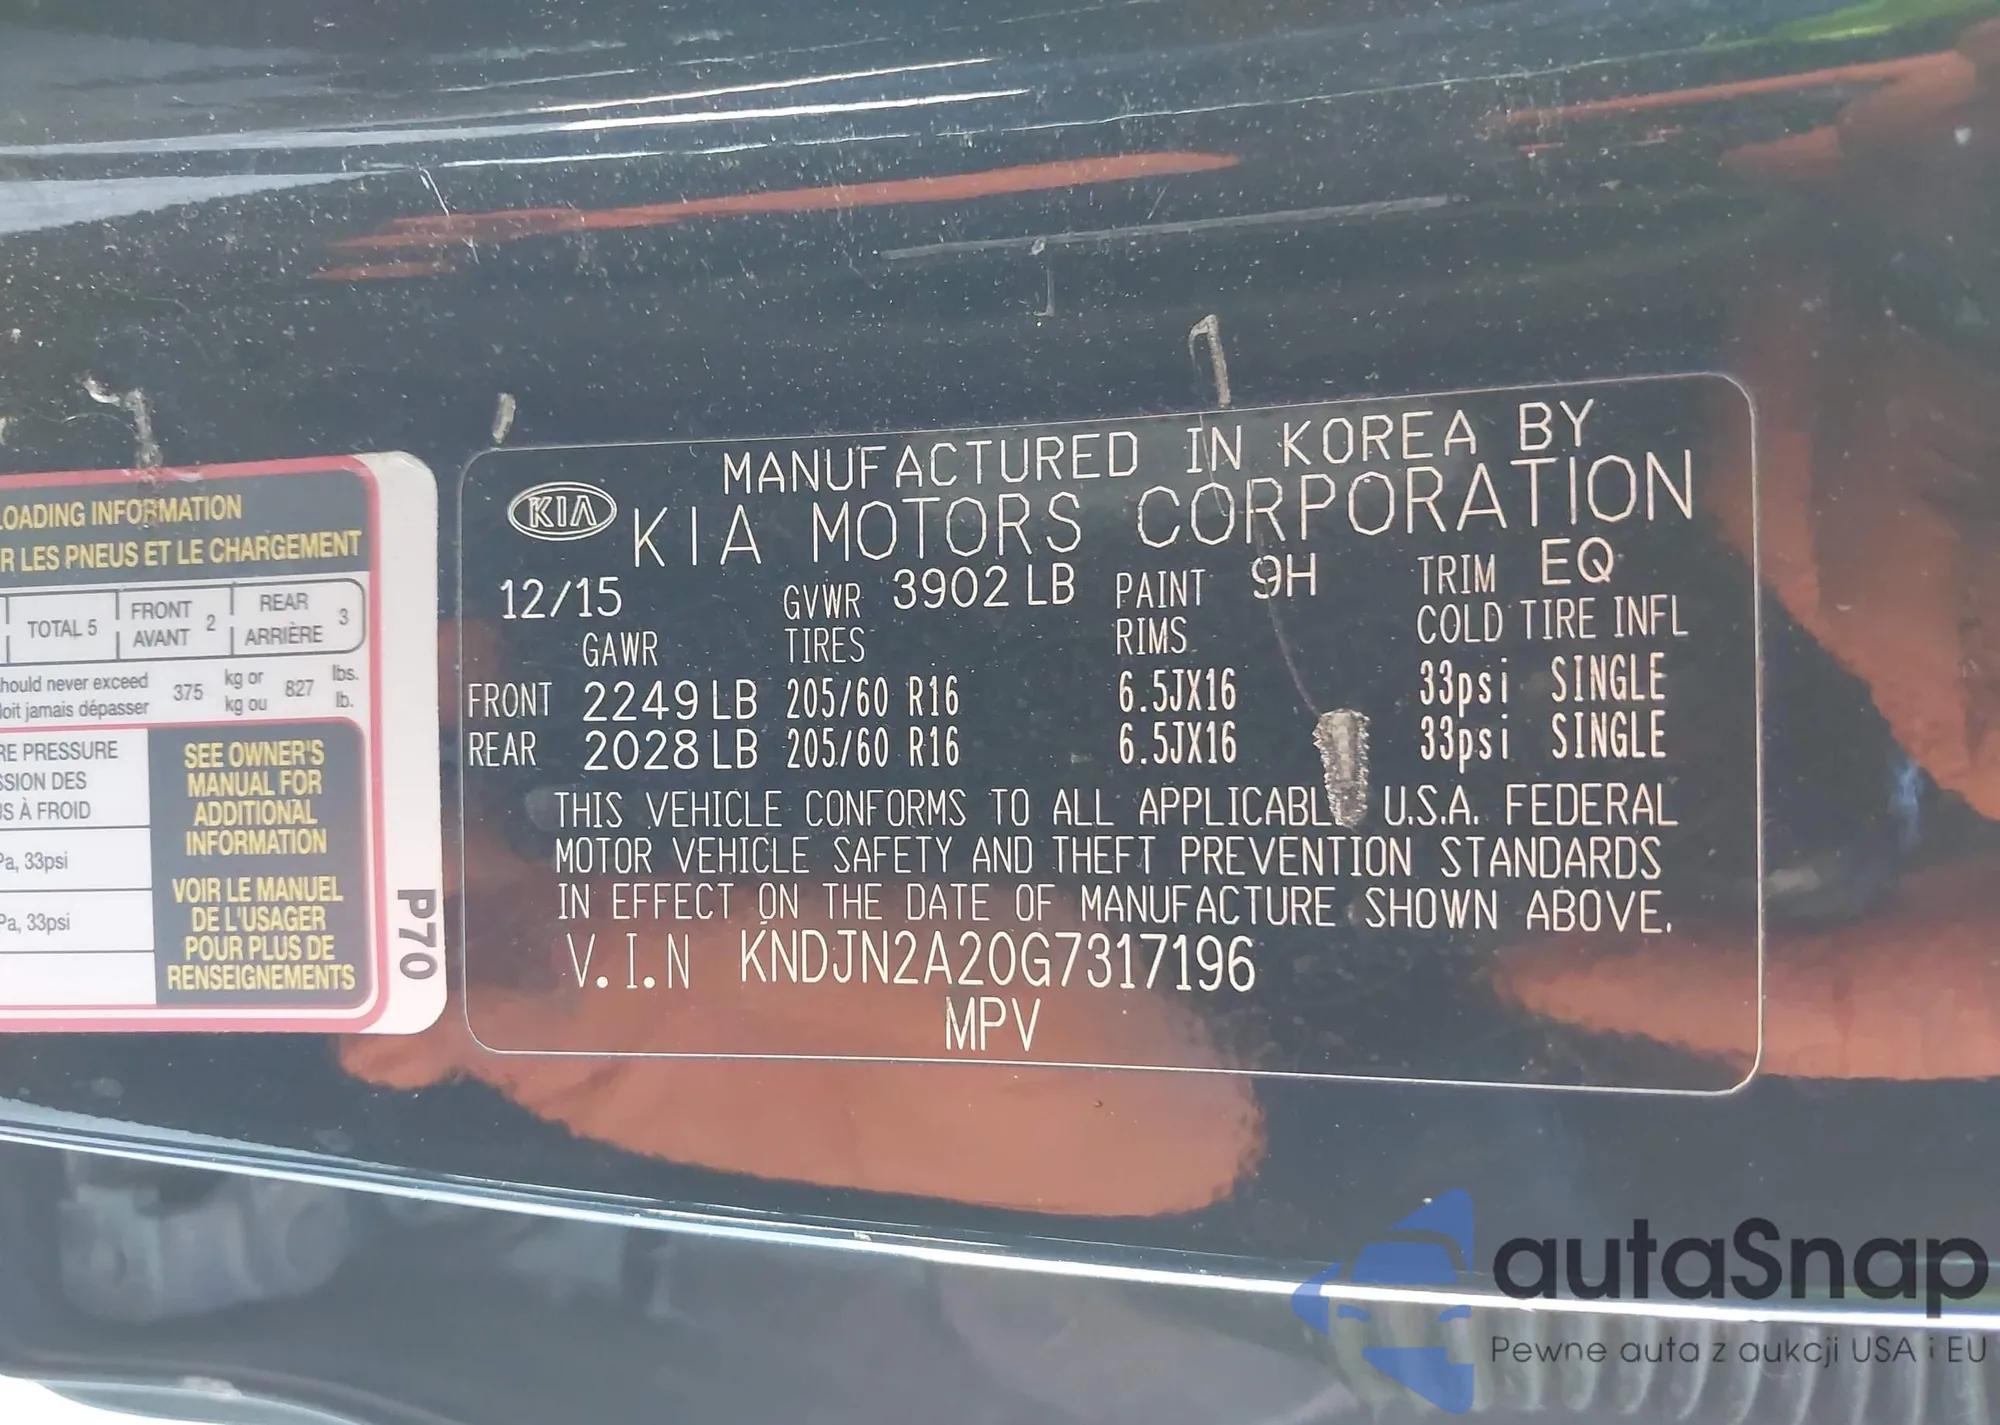 LOADING INFORMATION
R LES PNEUS ET LE CHARGEMENT
TOTAL 5 FRONT AVANT 2 REAR ARRIÈRE 3
should never exceed
doit jamais dépasser
375 kg or kg ou 827 lbs. lb.
RE PRESSURE
SSION DES
US À FROID
Pa, 33psi
Pa, 33psi
SEE OWNER'S
MANUAL FOR
ADDITIONAL
INFORMATION
VOIR LE MANUEL
DE L'USAGER
POUR PLUS DE
RENSEIGNEMENTS
P70
MANUFACTURED IN KOREA BY
KIA KIA MOTORS CORPORATION
12/15 GVWR 3902 LB PAINT 9H TRIM EQ
GAWR TIRES RIMS COLD TIRE INFL
FRONT 2249 LB 205/60 R16 6.5JX16 33psi SINGLE
REAR 2028 LB 205/60 R16 6.5JX16 33psi SINGLE
THIS VEHICLE CONFORMS TO ALL APPLICABLE U.S.A. FEDERAL
MOTOR VEHICLE SAFETY AND THEFT PREVENTION STANDARDS
IN EFFECT ON THE DATE OF MANUFACTURE SHOWN ABOVE.
V.I.N KNDJN2A20G7317196
MPV
autaSnap
Pewne auta z aukcji USA i EU